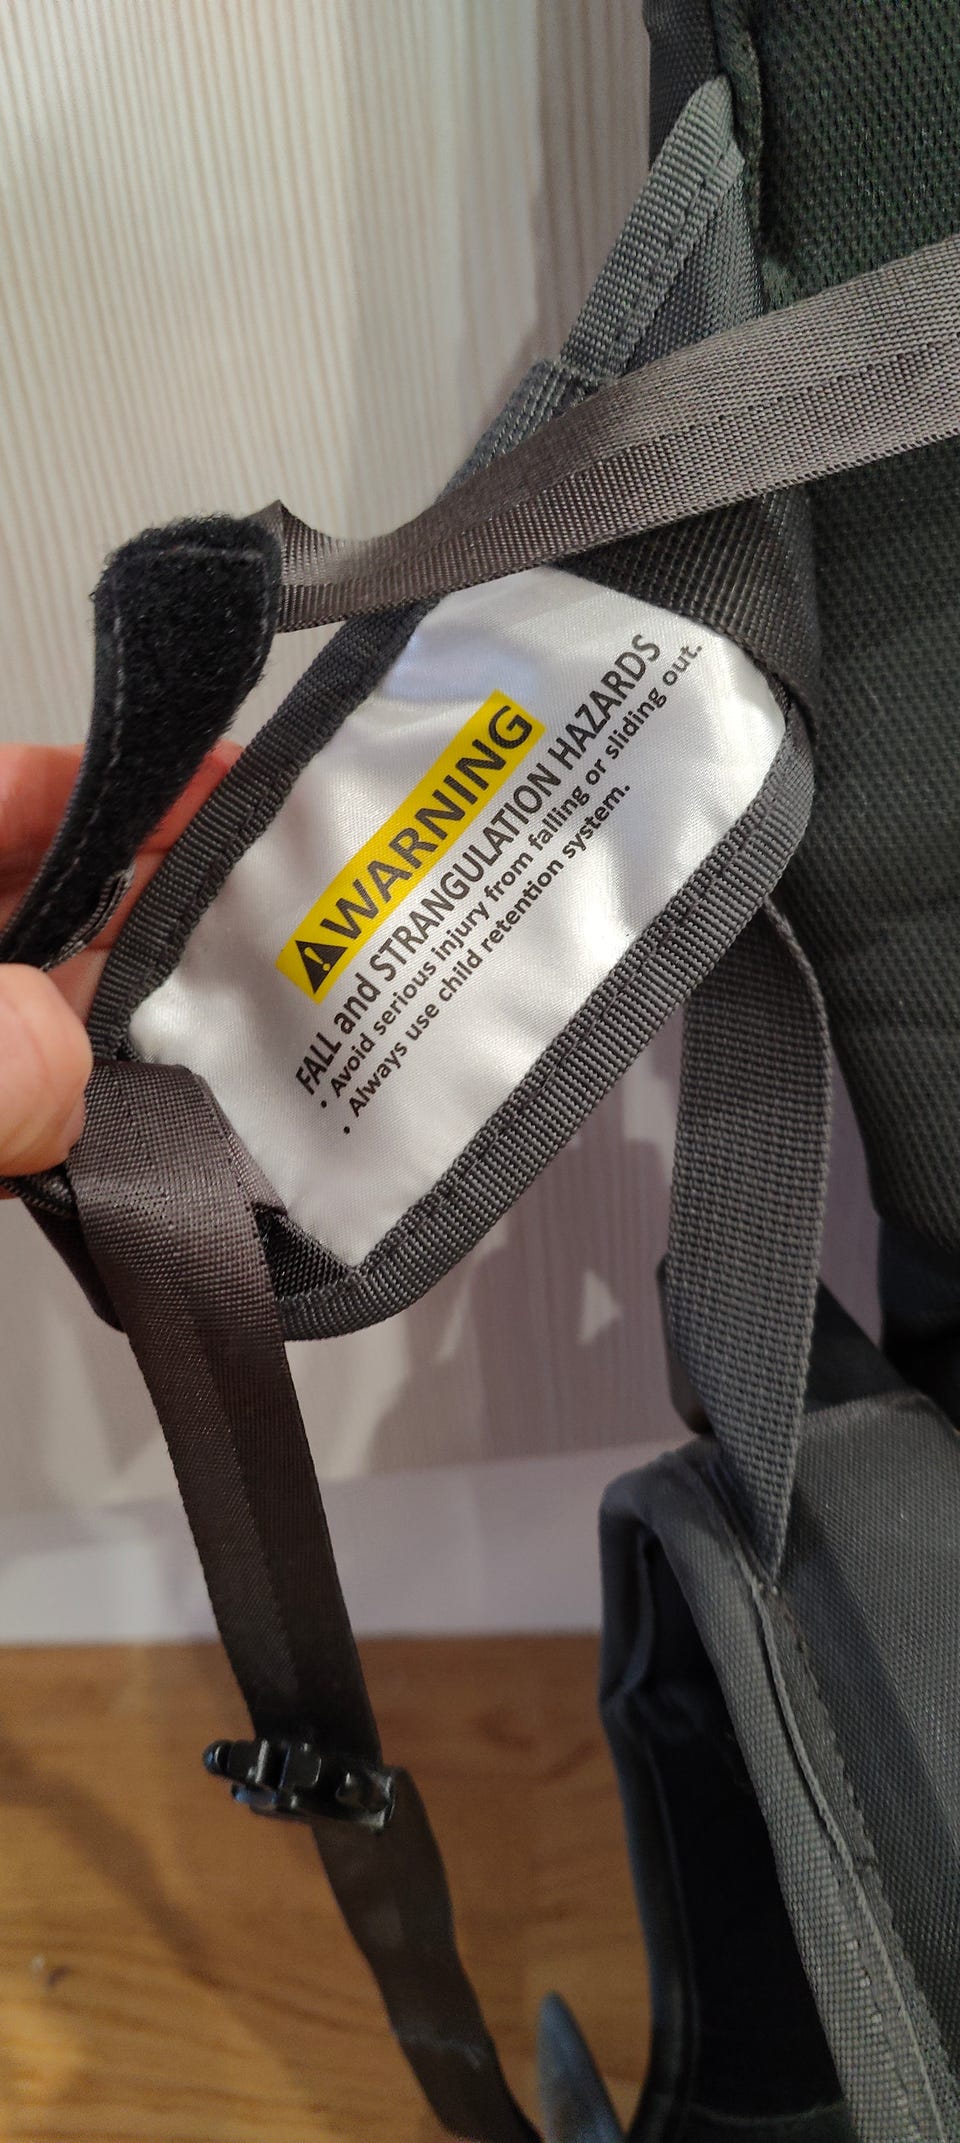 ⚠WARNING
FALL and STRANGULATION HAZARDS
• Avoid serious injury from falling or sliding out.
• Always use child retention system.